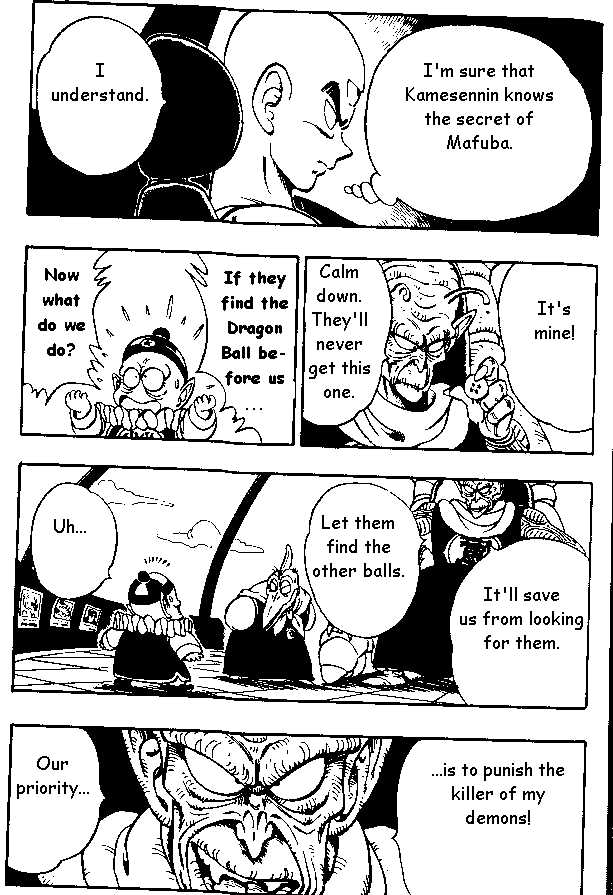 I
understand.
I'm sure that
Kamesennin knows
the secret of
Mafuba.
Now
what
do we
do?
If they
find the
Dragon
Ball be-
fore us
...
Calm
down.
They'll
never
get this
one.
It's
mine!
Uh...
Let them
find the
other balls.
It'll save
us from looking
for them.
Our
priority...
...is to punish the
killer of my
demons!